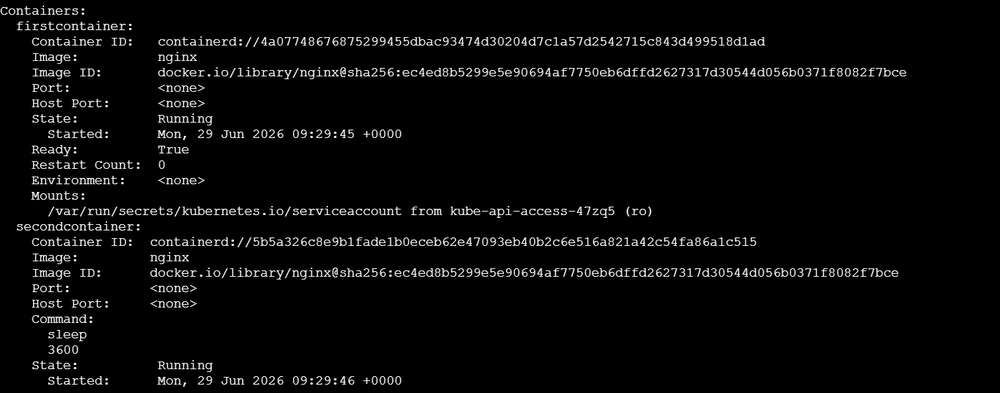 Containers:
  firstcontainer:
    Container ID:   containerd://4a07748676875299455dbac93474d30204d7c1a57d2542715c843d499518d1ad
    Image:          nginx
    Image ID:       docker.io/library/nginx@sha256:ec4ed8b5299e5e90694af7750eb6dffd2627317d30544d056b0371f8082f7bce
    Port:           <none>
    Host Port:      <none>
    State:          Running
      Started:      Mon, 29 Jun 2026 09:29:45 +0000
    Ready:          True
    Restart Count:  0
    Environment:    <none>
    Mounts:
      /var/run/secrets/kubernetes.io/serviceaccount from kube-api-access-47zq5 (ro)
  secondcontainer:
    Container ID:  containerd://5b5a326c8e9b1fade1b0eceb62e47093eb40b2c6e516a821a42c54fa86a1c515
    Image:         nginx
    Image ID:      docker.io/library/nginx@sha256:ec4ed8b5299e5e90694af7750eb6dffd2627317d30544d056b0371f8082f7bce
    Port:          <none>
    Host Port:     <none>
    Command:
      sleep
      3600
    State:          Running
      Started:      Mon, 29 Jun 2026 09:29:46 +0000